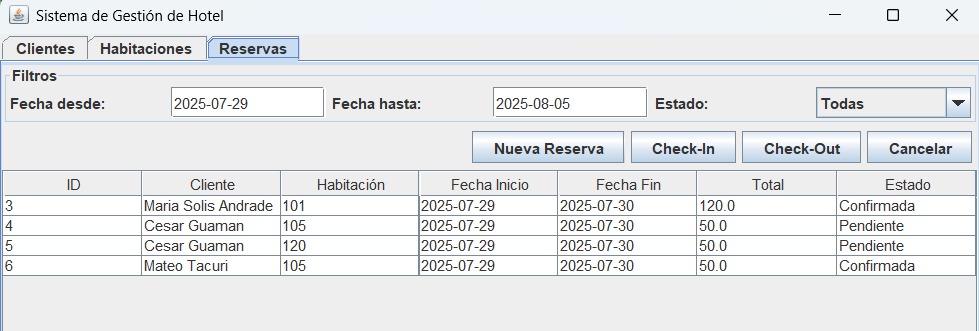 Sistema de Gestión de Hotel
Clientes Habitaciones Reservas
Filtros
Fecha desde: 2025-07-29 Fecha hasta: 2025-08-05 Estado: Todas
Nueva Reserva Check-In Check-Out Cancelar
ID Cliente Habitación Fecha Inicio Fecha Fin Total Estado
3 Maria Solis Andrade 101 2025-07-29 2025-07-30 120.0 Confirmada
4 Cesar Guaman 105 2025-07-29 2025-07-30 50.0 Pendiente
5 Cesar Guaman 120 2025-07-29 2025-07-30 50.0 Pendiente
6 Mateo Tacuri 105 2025-07-29 2025-07-30 50.0 Confirmada